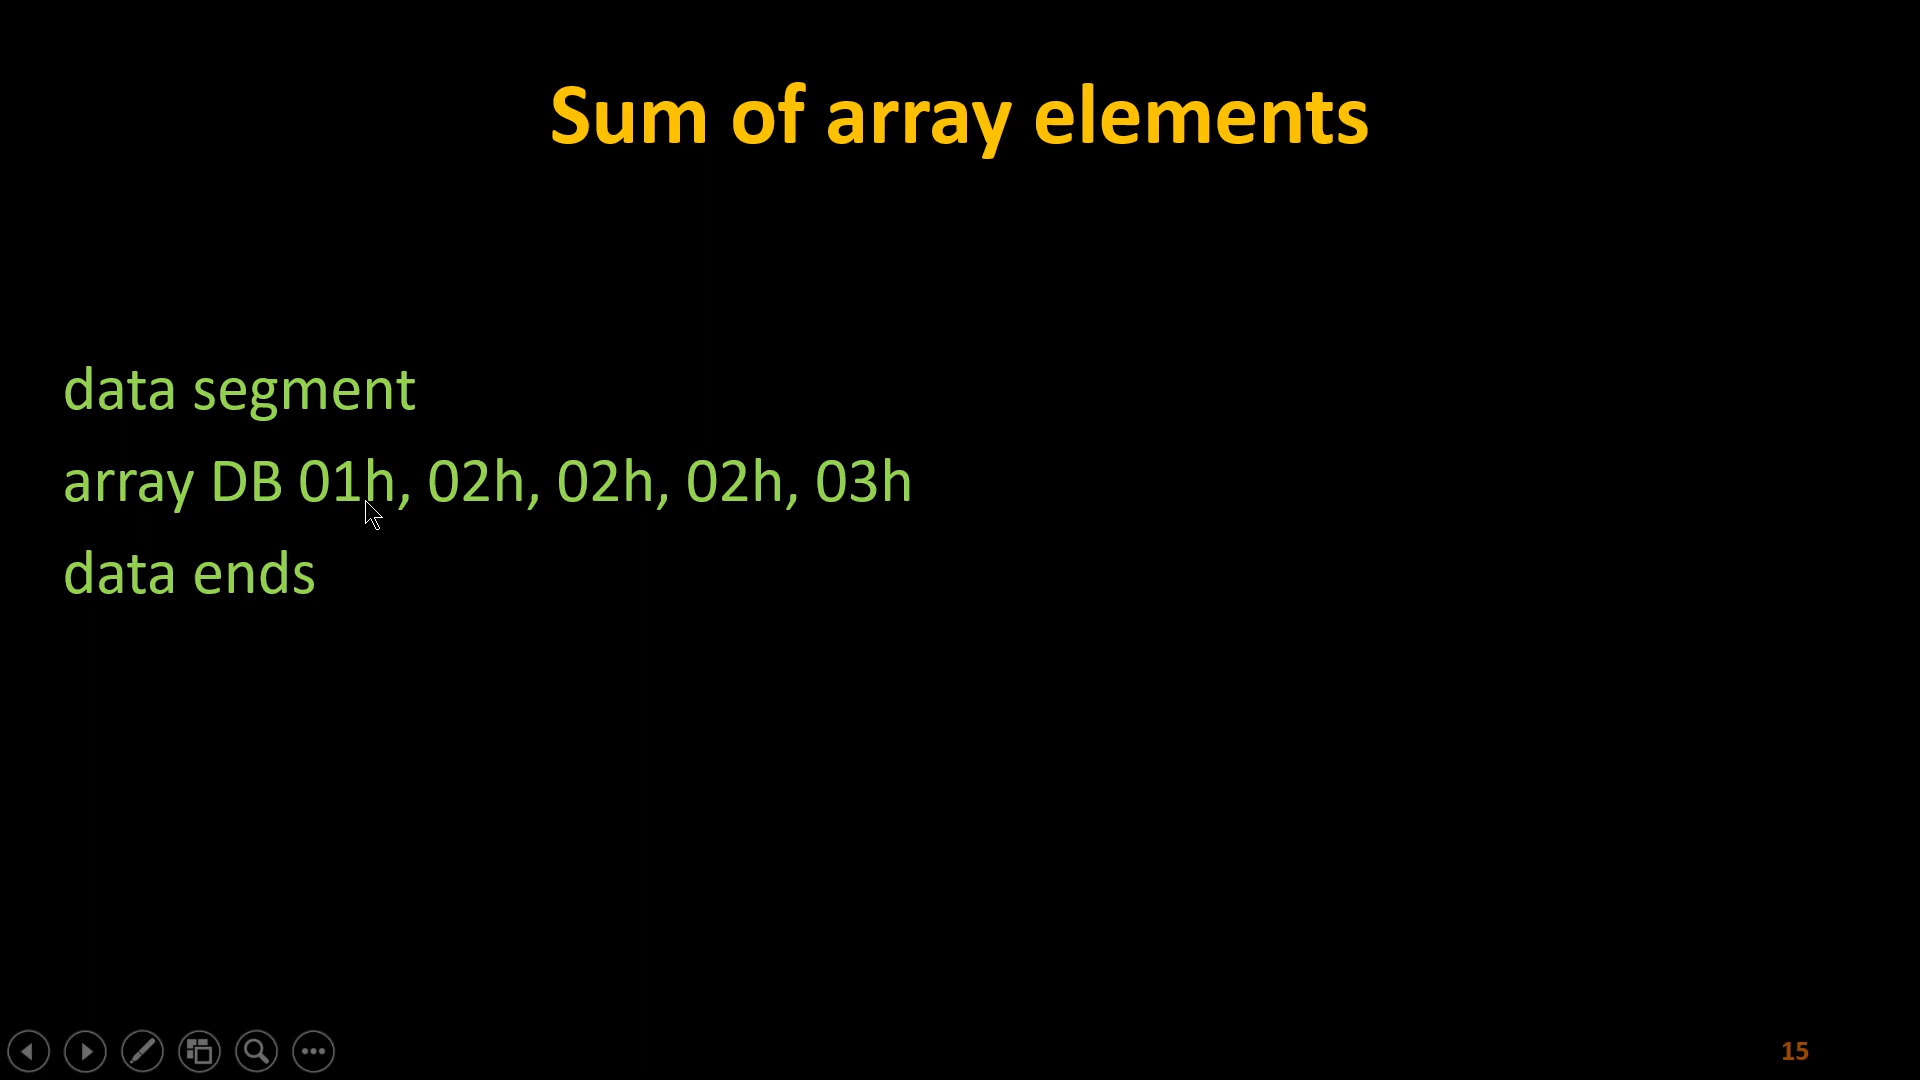 Sum of array elements
data segment
array DB 01h, 02h, 02h, 02h, 03h
data ends
15